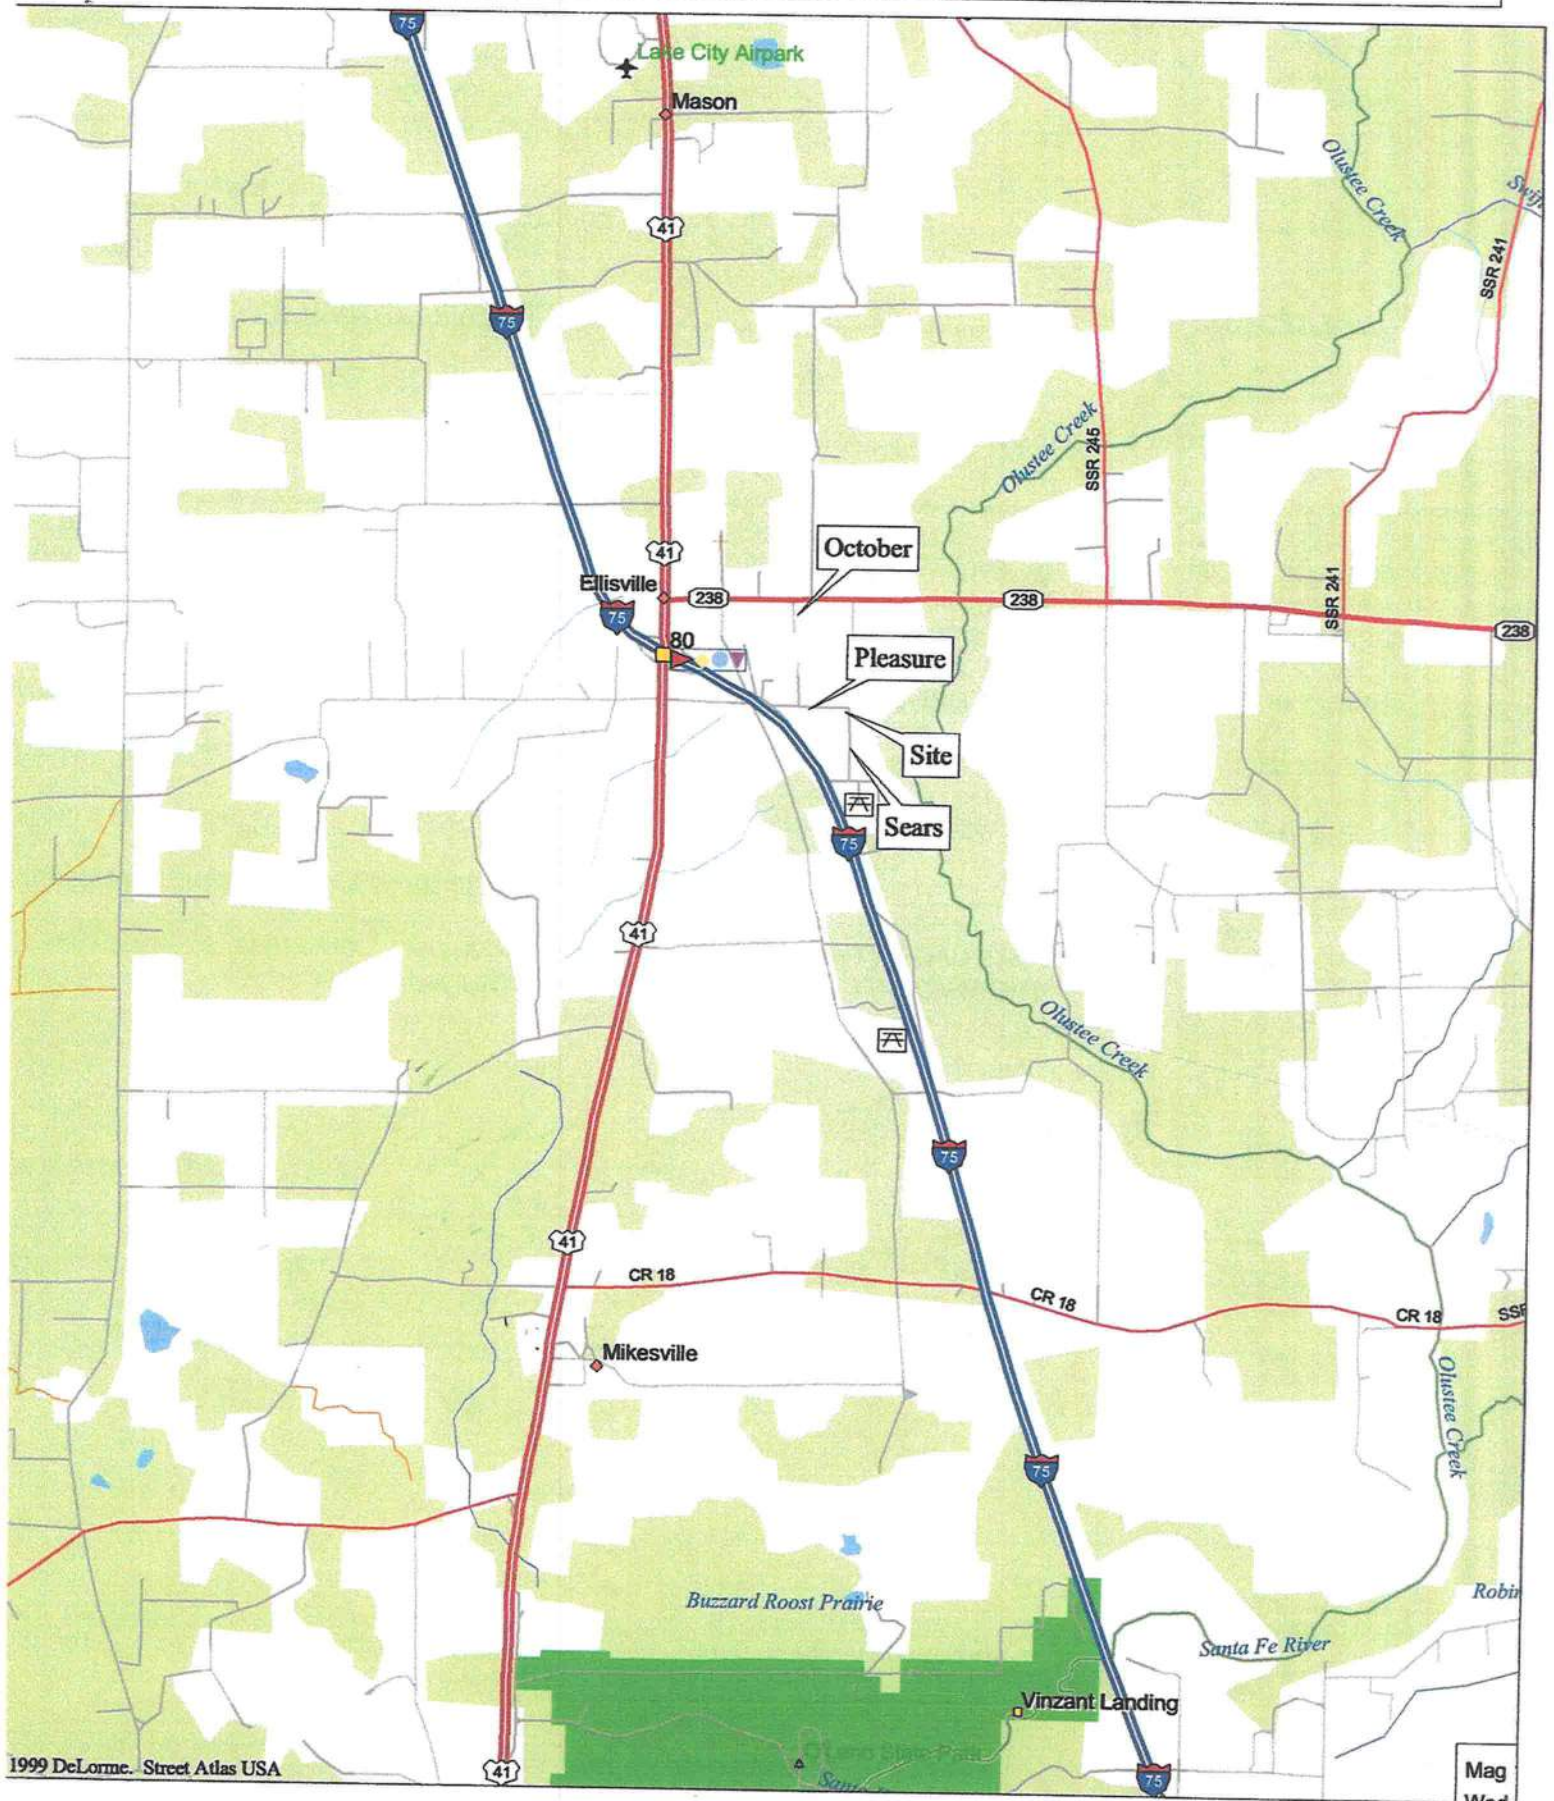 75
Lake City Airpark
Mason
Olustee Creek
41
SSR 241
75
Olustee Creek
SSR 245
October
41
Ellisville
238
238
SSR 241
238
75
80
Pleasure
Site
Sears
75
41
Olustee Creek
75
41
CR 18
CR 18
CR 18
Mikesville
Olustee Creek
75
Buzzard Roost Prairie
Santa Fe River
Vinzant Landing
1999 DeLorme. Street Atlas USA
41
75
Mag